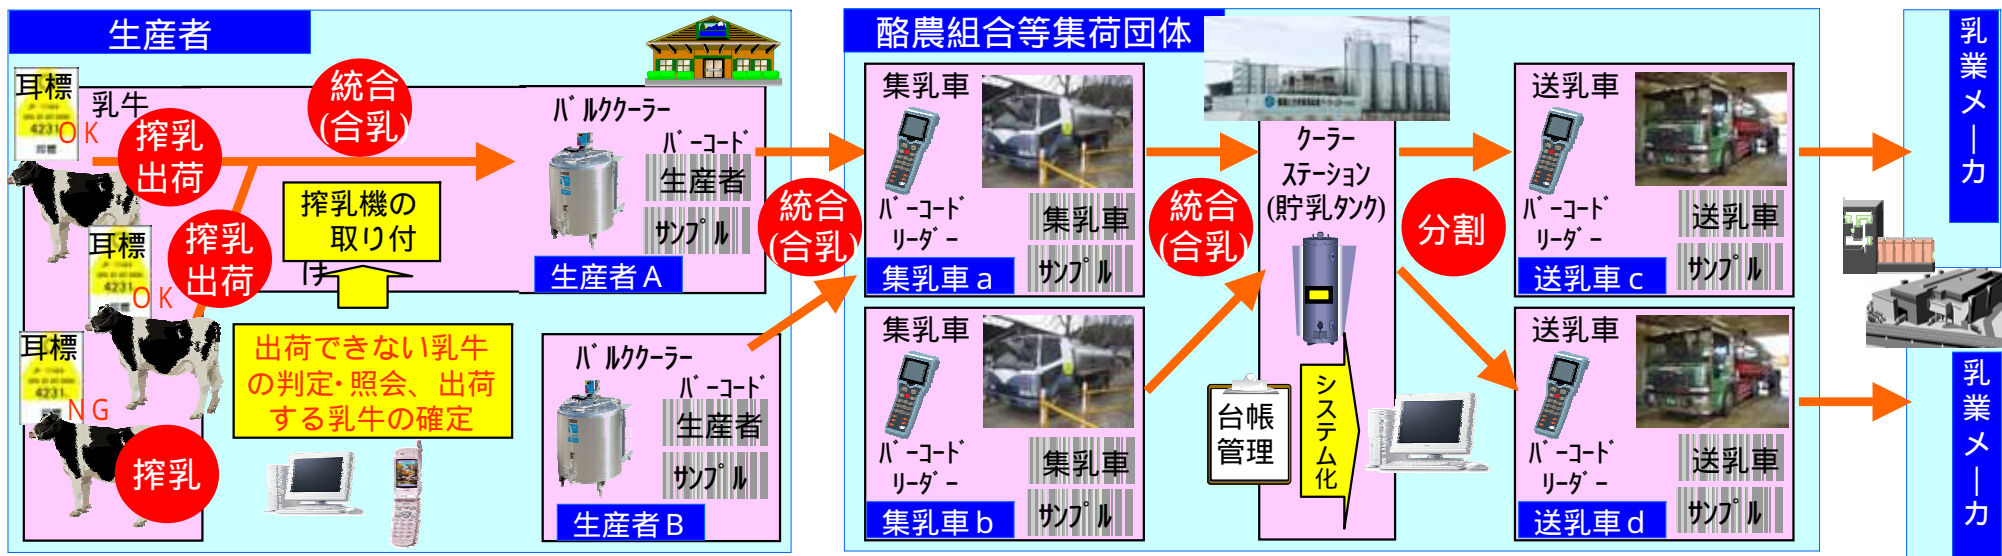 生産者
耳標
4231
乳牛
OK
搾乳
出荷
統合
(合乳)
バルククーラー
バーコード
生産者
サンプル
生産者A
搾乳
出荷
搾乳機の
取り付
け
耳標
4231
OK
耳標
4231
NG
搾乳
出荷できない乳牛
の判定・照会、出荷
する乳牛の確定
バルククーラー
バーコード
生産者
サンプル
生産者B
統合
(合乳)
酪農組合等集荷団体
集乳車
バーコード
リーダー
集乳車
サンプル
集乳車a
集乳車
バーコード
リーダー
集乳車
サンプル
集乳車b
統合
(合乳)
クーラー
ステーション
(貯乳タンク)
台帳
管理
システム化
分割
送乳車
バーコード
リーダー
送乳車
サンプル
送乳車c
送乳車
バーコード
リーダー
送乳車
サンプル
送乳車d
乳業メーカ
乳業メーカ